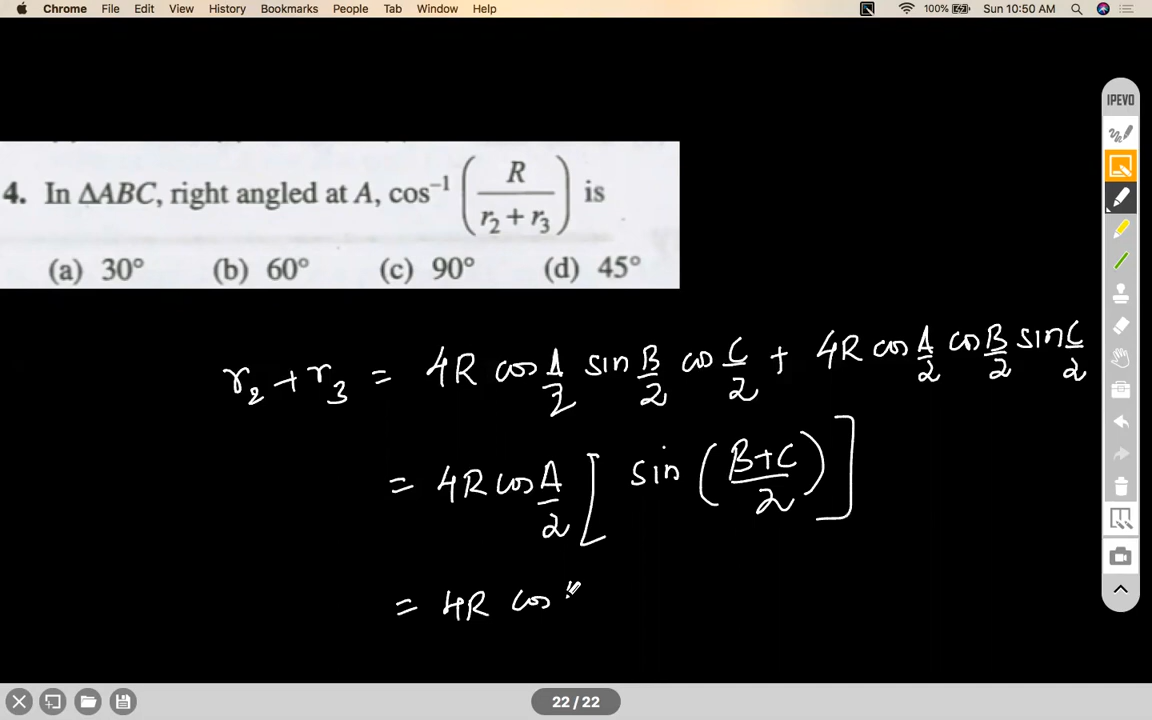 Chrome File Edit View History Bookmarks People Tab Window Help 100% Sun 10:50 AM
IPEVO
4. In ΔABC, right angled at A, cos⁻¹ (R / (r₂ + r₃)) is
(a) 30° (b) 60° (c) 90° (d) 45°
r₂ + r₃ = 4R cos A/2 sin B/2 cos C/2 + 4R cos A/2 cos B/2 sin C/2
= 4R cos A/2 [ sin ( (B+C)/2 ) ]
= 4R cos
22 / 22